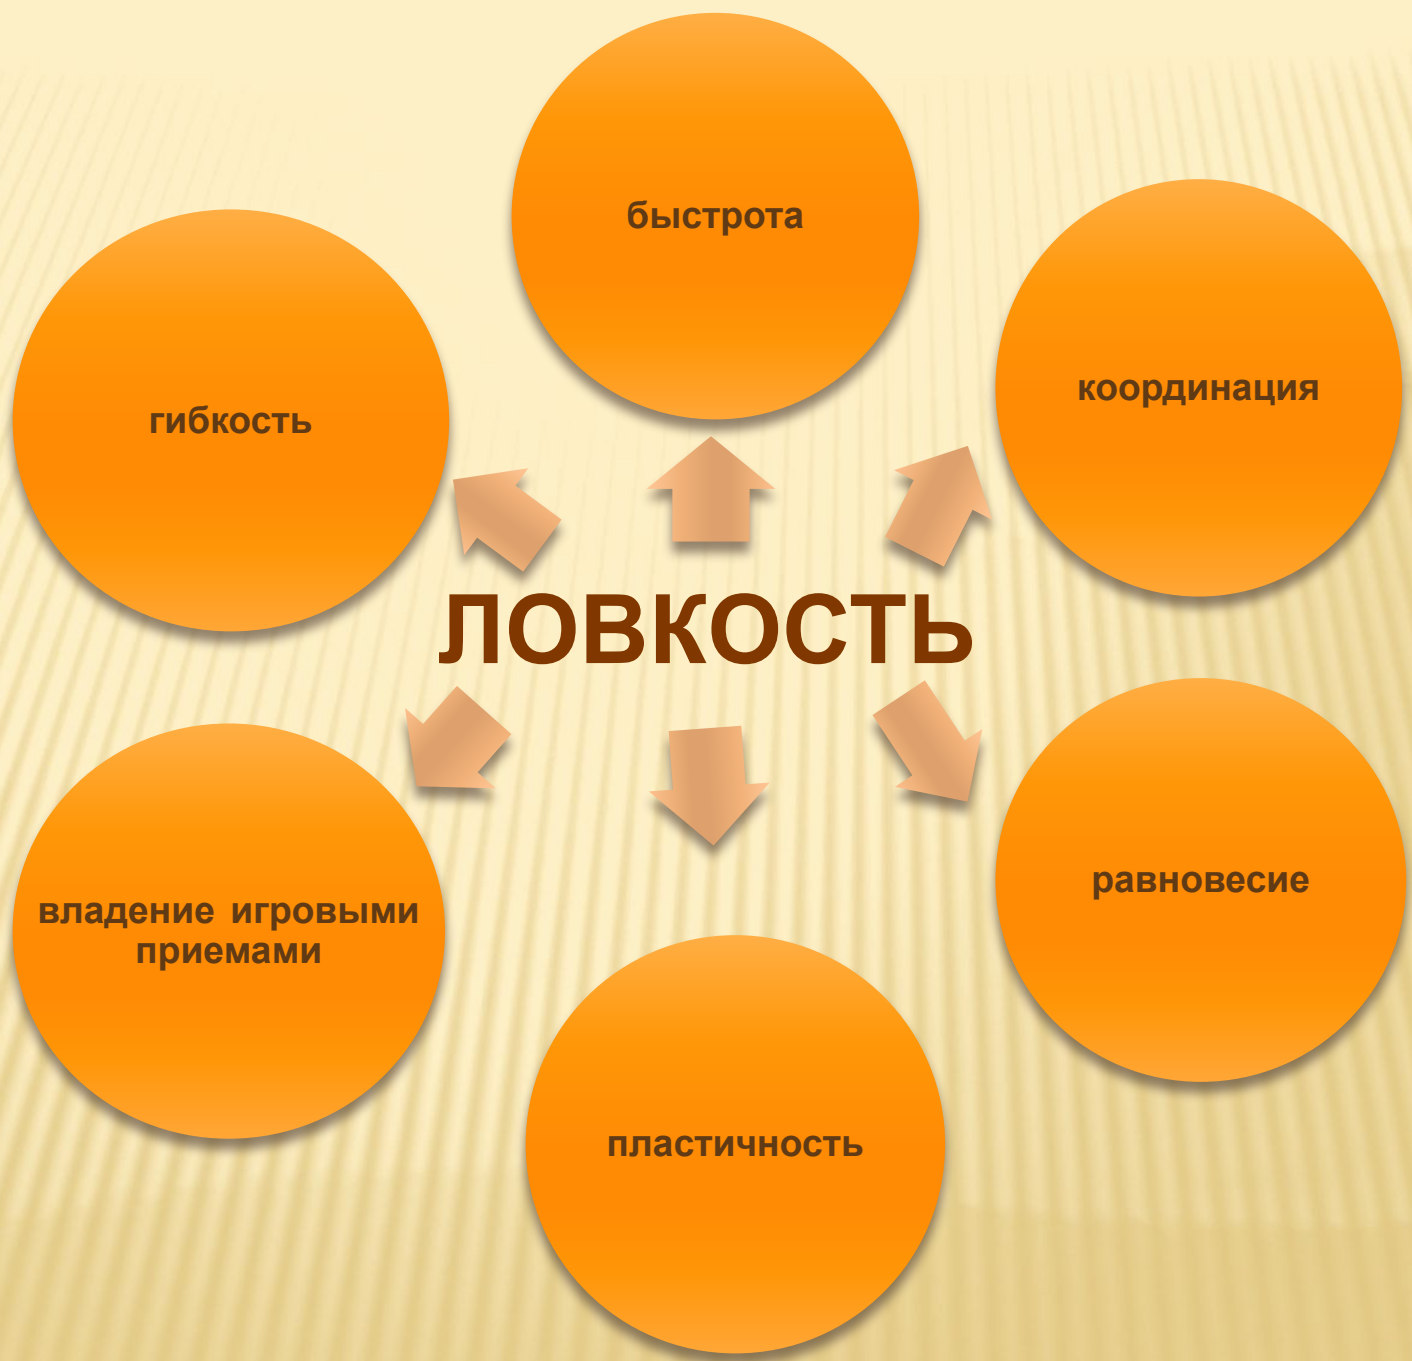 быстрота
координация
гибкость
ЛОВКОСТЬ
равновесие
владение игровыми
приемами
пластичность